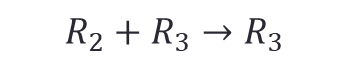 R₂ + R₃ → R₃